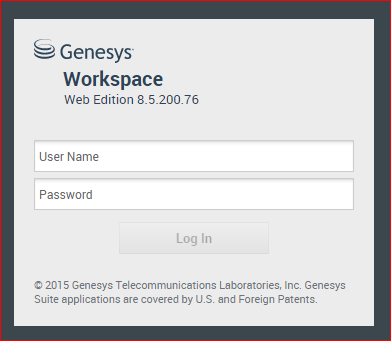 Genesys
Workspace
Web Edition 8.5.200.76
User Name
Password
Log In
© 2015 Genesys Telecommunications Laboratories, Inc. Genesys
Suite applications are covered by U.S. and Foreign Patents.